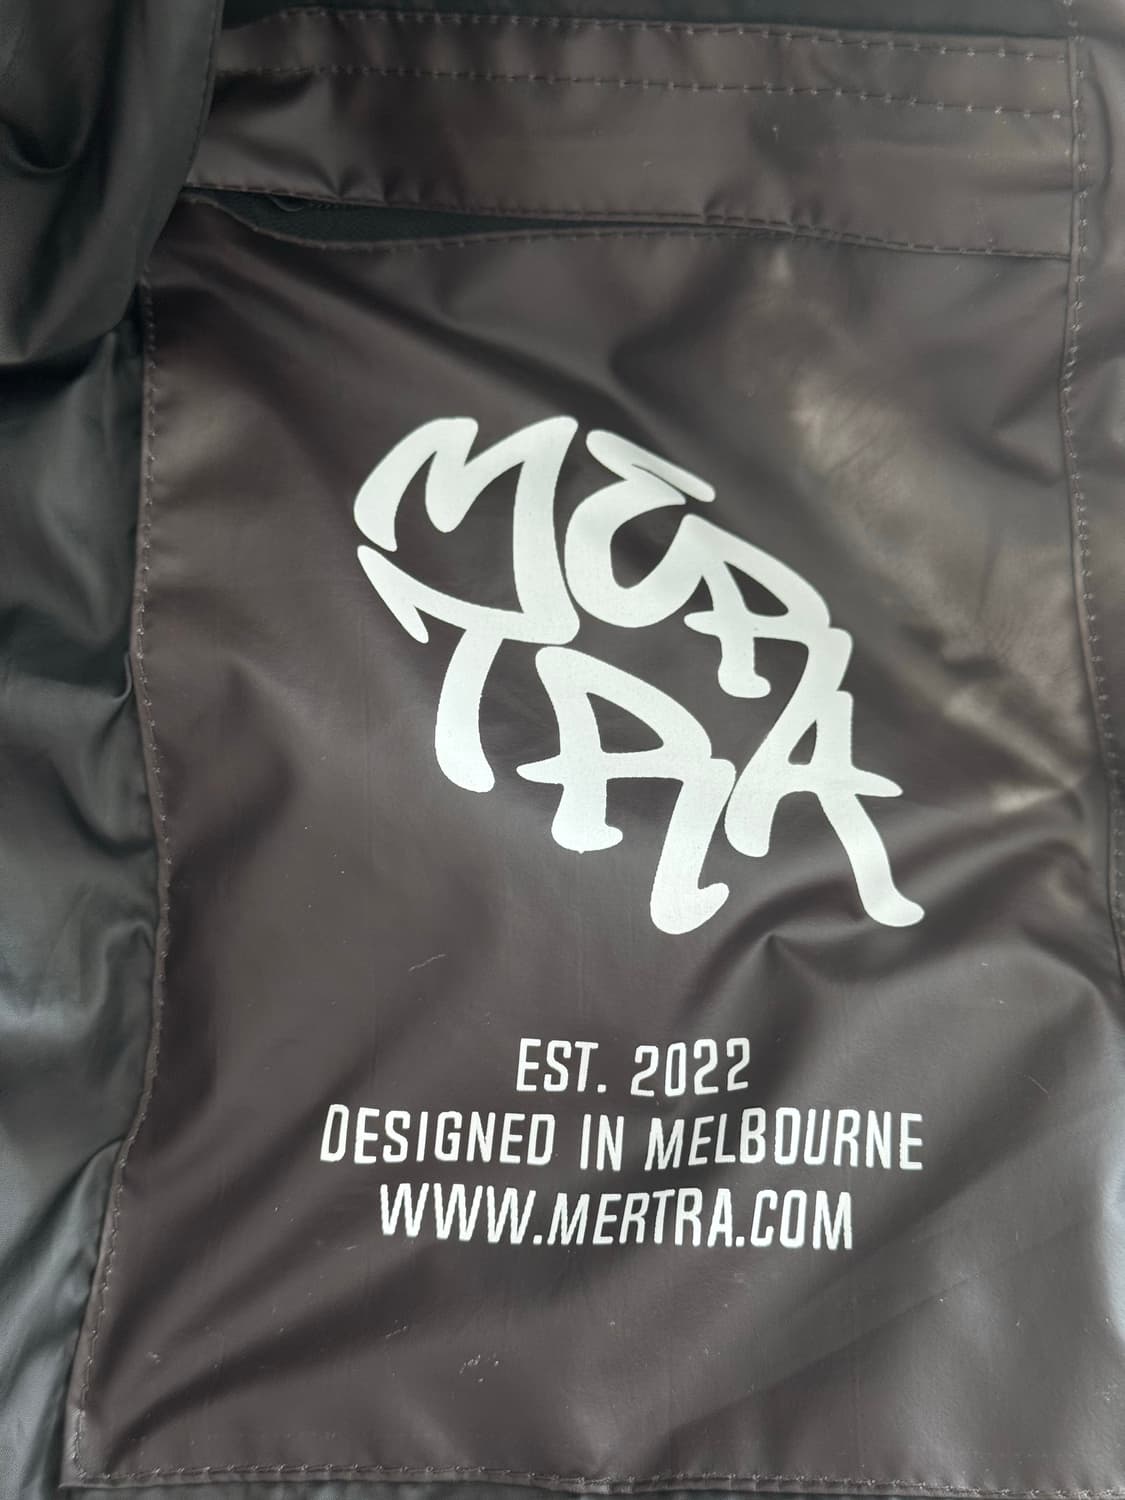 MER
TRA
EST. 2022
DESIGNED IN MELBOURNE
WWW.MERTRA.COM